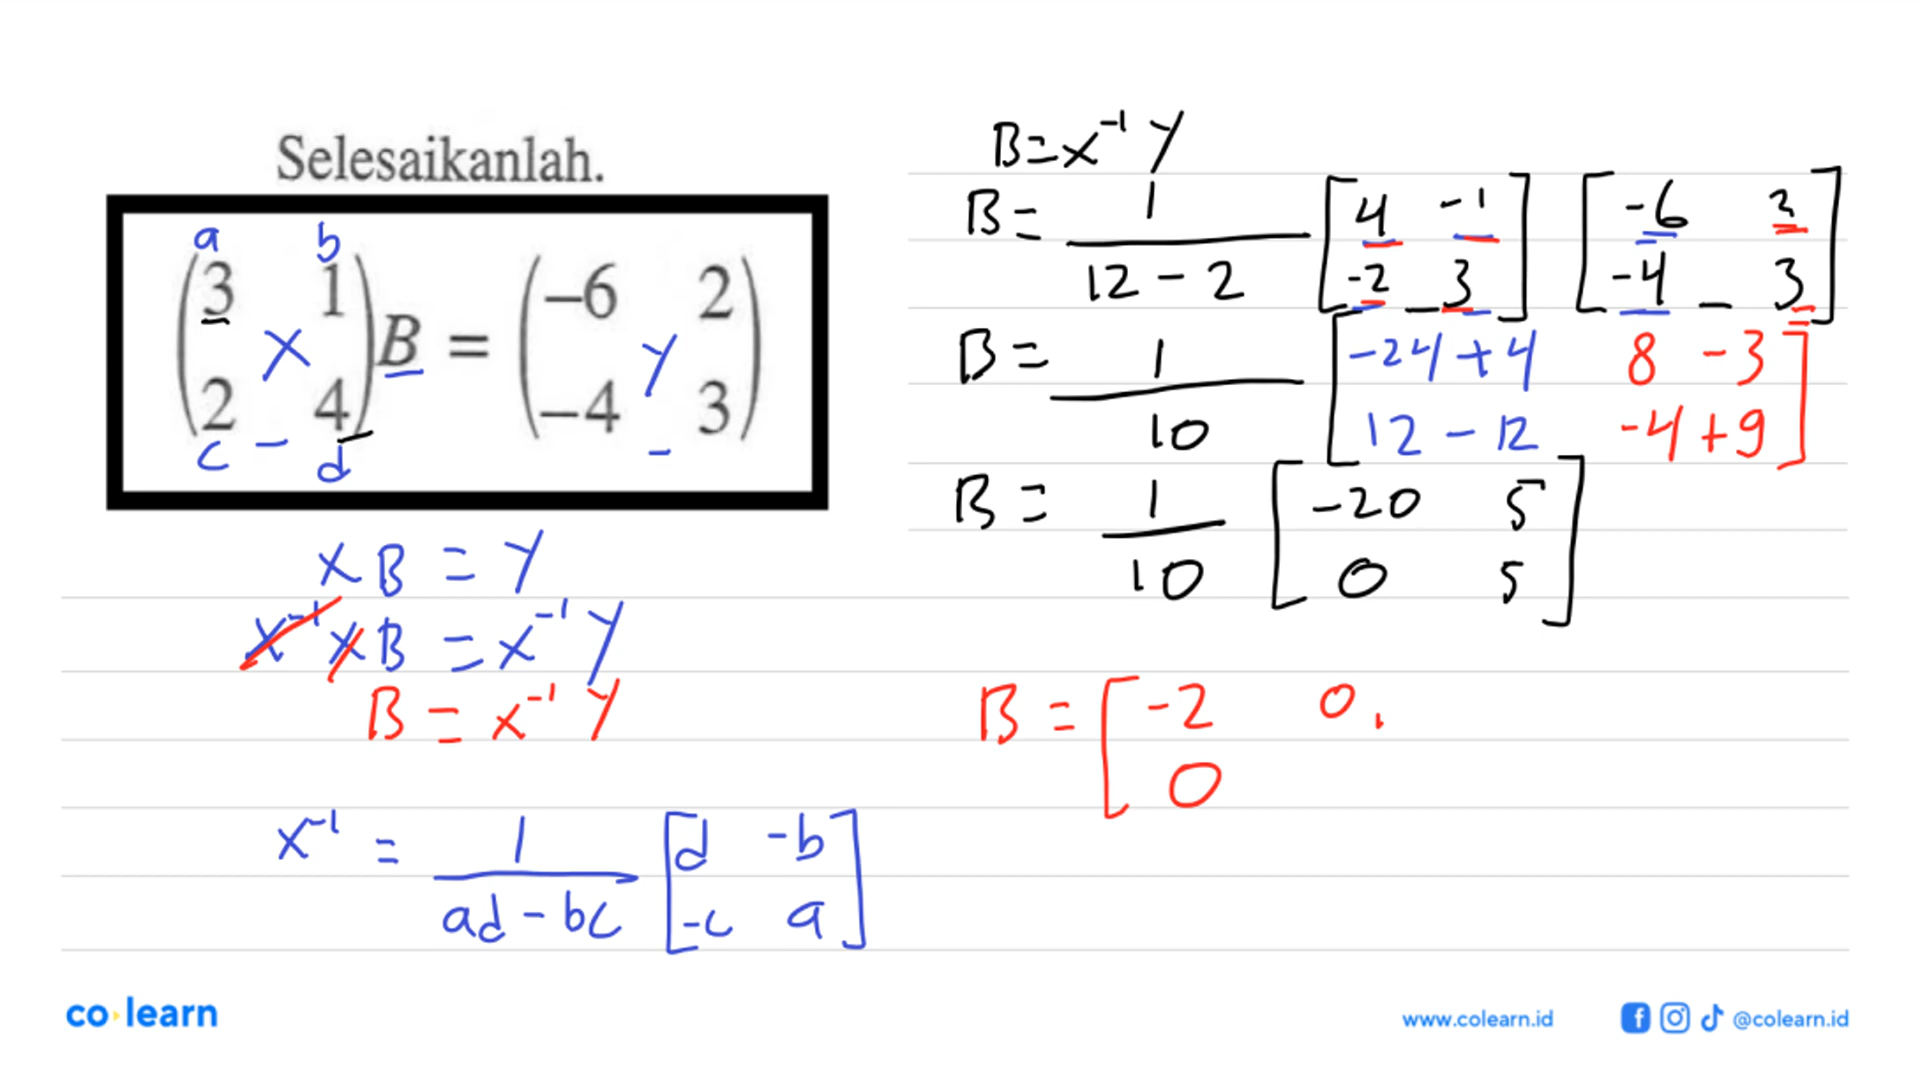 Selesaikanlah.
a b
(3 1) B = (-6 2)
X Y
(2 4) (-4 3)
c d
XB = Y
X⁻¹ X B = X⁻¹ Y
B = X⁻¹ Y
X⁻¹ = 1/(ad - bc) [d -b
-c a]
B = X⁻¹ Y
B = 1/(12 - 2) [4 -1
-2 3] [-6 2
-4 3]
B = 1/10 [-24 + 4 8 - 3
12 - 12 -4 + 9]
B = 1/10 [-20 5
0 5]
B = [-2 0,
0
co learn
www.colearn.id @colearn.id